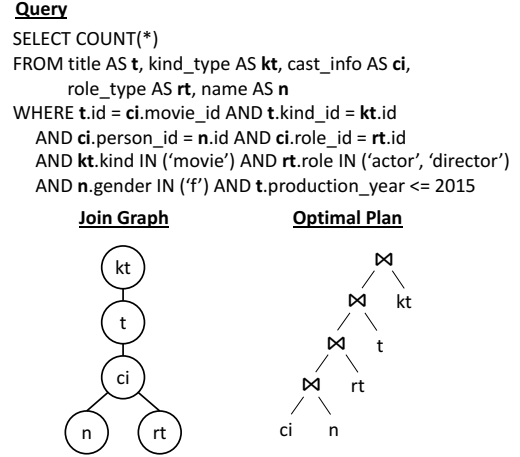 Query
SELECT COUNT(*)
FROM title AS t, kind_type AS kt, cast_info AS ci,
role_type AS rt, name AS n
WHERE t.id = ci.movie_id AND t.kind_id = kt.id
AND ci.person_id = n.id AND ci.role_id = rt.id
AND kt.kind IN (‘movie’) AND rt.role IN (‘actor’, ‘director’)
AND n.gender IN (‘f’) AND t.production_year <= 2015
Join Graph
kt
t
ci
n rt
Optimal Plan
⋈
⋈ kt
⋈ t
⋈ rt
ci n